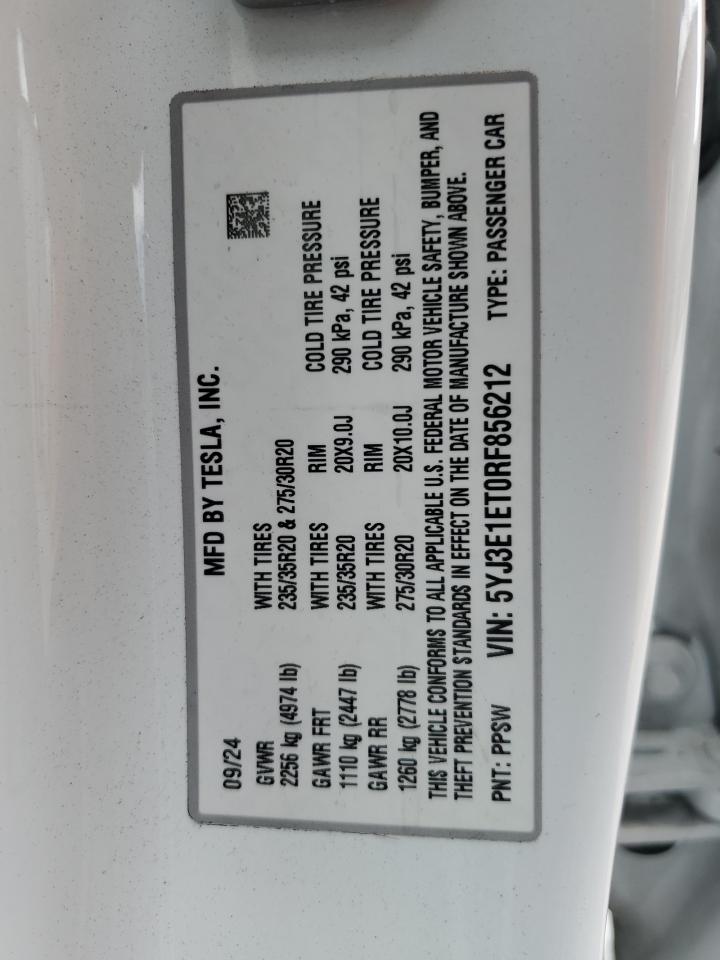 MFD BY TESLA, INC.
09/24
GVWR WITH TIRES
2256 kg (4974 lb) 235/35R20 & 275/30R20
GAWR FRT WITH TIRES RIM COLD TIRE PRESSURE
1110 kg (2447 lb) 235/35R20 20X9.0J 290 kPa, 42 psi
GAWR RR WITH TIRES RIM COLD TIRE PRESSURE
1260 kg (2778 lb) 275/30R20 20X10.0J 290 kPa, 42 psi
THIS VEHICLE CONFORMS TO ALL APPLICABLE U.S. FEDERAL MOTOR VEHICLE SAFETY, BUMPER, AND
THEFT PREVENTION STANDARDS IN EFFECT ON THE DATE OF MANUFACTURE SHOWN ABOVE.
PNT: PPSW VIN: 5YJ3E1ET0RF856212 TYPE: PASSENGER CAR